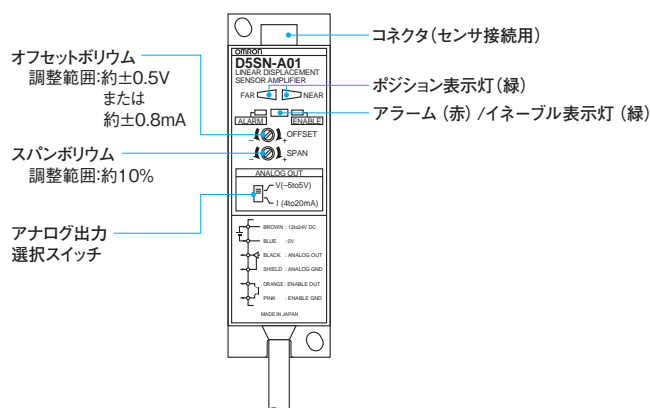 コネクタ（センサ接続用）
オフセットボリウム
調整範囲:約±0.5V
または
約±0.8mA
スパンボリウム
調整範囲:約10%
アナログ出力
選択スイッチ
ポジション表示灯（緑）
アラーム（赤）/イネーブル表示灯（緑）
OMRON
D5SN-A01
LINEAR DISPLACEMENT
SENSOR AMPLIFIER
FAR NEAR
ALARM ENABLE
− + OFFSET
− + SPAN
ANALOG OUT
V(−5to5V)
I (4to20mA)
BROWN : 12to24V DC
BLUE : 0V
BLACK : ANALOG OUT
SHIELD : ANALOG GND
ORANGE : ENABLE OUT
PINK : ENABLE GND
MADE IN JAPAN